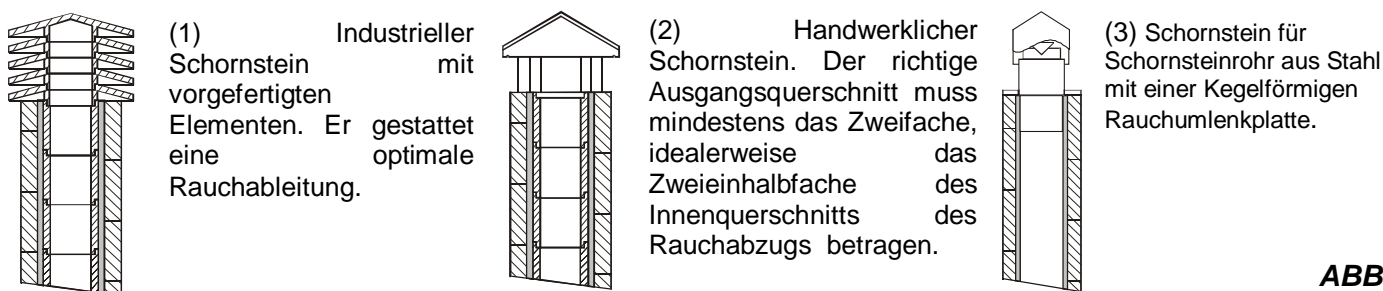 (1) Industrieller
Schornstein mit
vorgefertigten
Elementen. Er gestattet
eine optimale
Rauchableitung.
(2) Handwerklicher
Schornstein. Der richtige
Ausgangsquerschnitt muss
mindestens das Zweifache,
idealerweise das
Zweieinhalbfache des
Innenquerschnitts des
Rauchabzugs betragen.
(3) Schornstein für
Schornsteinrohr aus Stahl
mit einer Kegelförmigen
Rauchumlenkplatte.
ABB